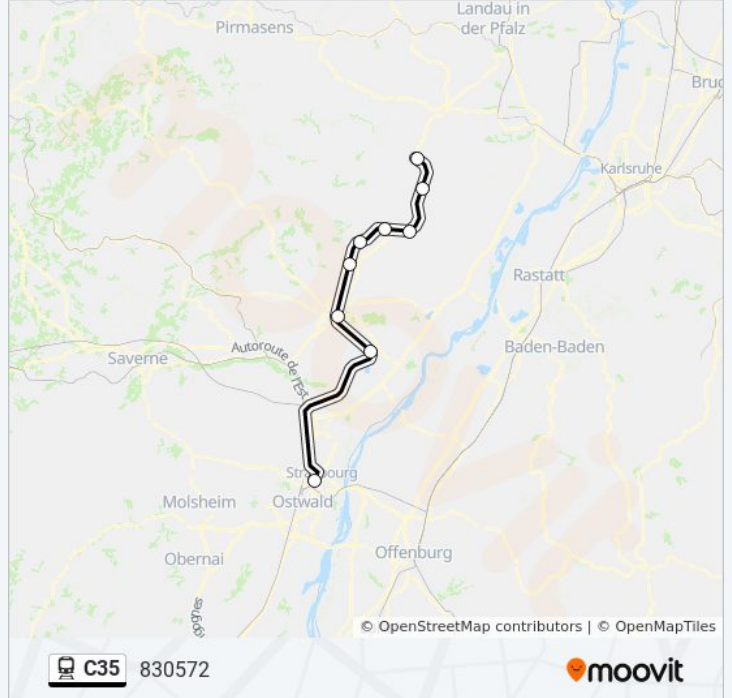 Landau in
der Pfalz
Pirmasens
Bruc
Karlsruhe
Rastatt
Baden-Baden
Autoroute de l'Est
Saverne
Strasbourg
Molsheim
Ostwald
Offenburg
Obernai
© OpenStreetMap contributors | © OpenMapTiles
C35 830572
moovit